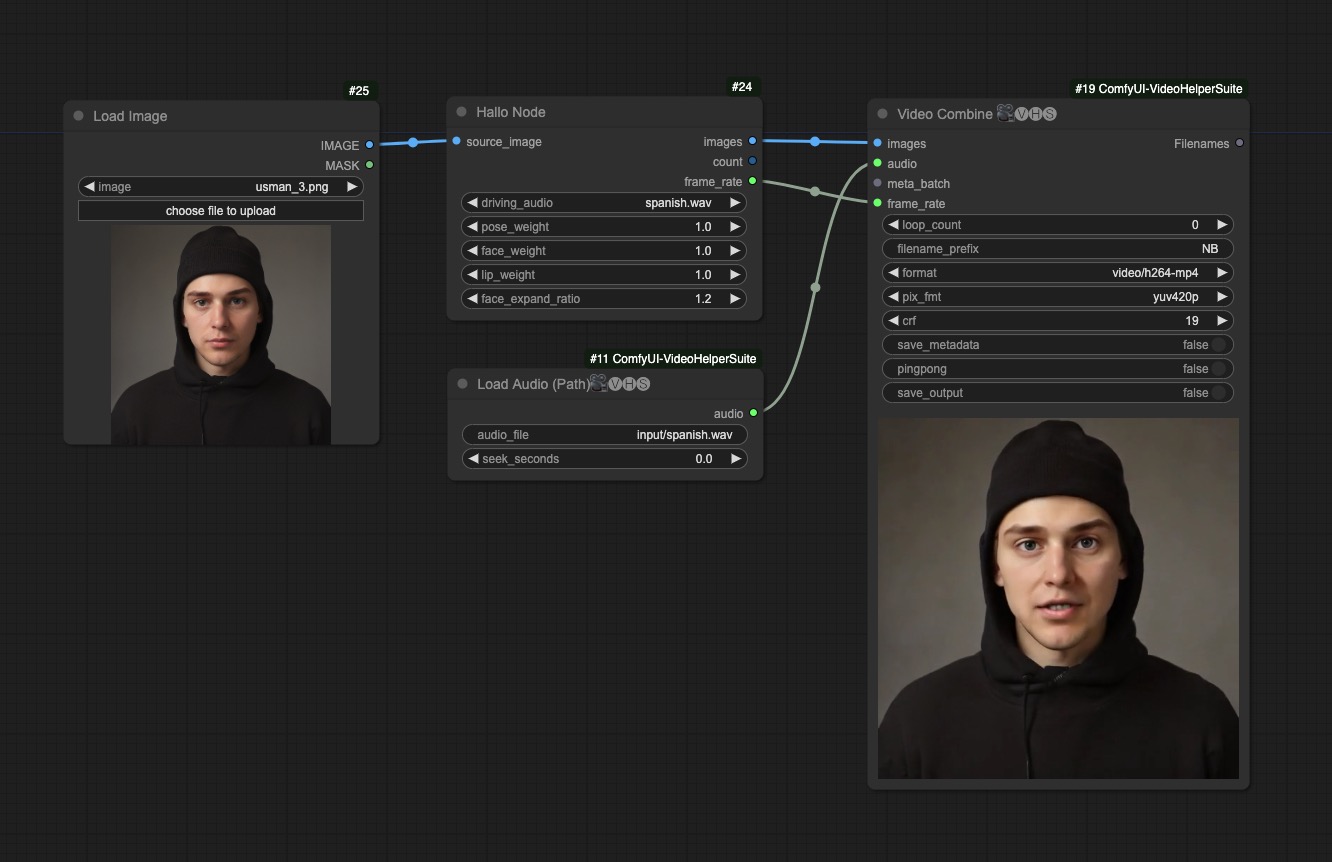 #25
Load Image
IMAGE
MASK
image usman_3.png
choose file to upload
#24
Hallo Node
source_image images
count
frame_rate
driving_audio spanish.wav
pose_weight 1.0
face_weight 1.0
lip_weight 1.0
face_expand_ratio 1.2
#11 ComfyUI-VideoHelperSuite
Load Audio (Path)🎥🅥🅗🅢
audio
audio_file input/spanish.wav
seek_seconds 0.0
#19 ComfyUI-VideoHelperSuite
Video Combine 🎥🅥🅗🅢
images Filenames
audio
meta_batch
frame_rate
loop_count 0
filename_prefix NB
format video/h264-mp4
pix_fmt yuv420p
crf 19
save_metadata false
pingpong false
save_output false